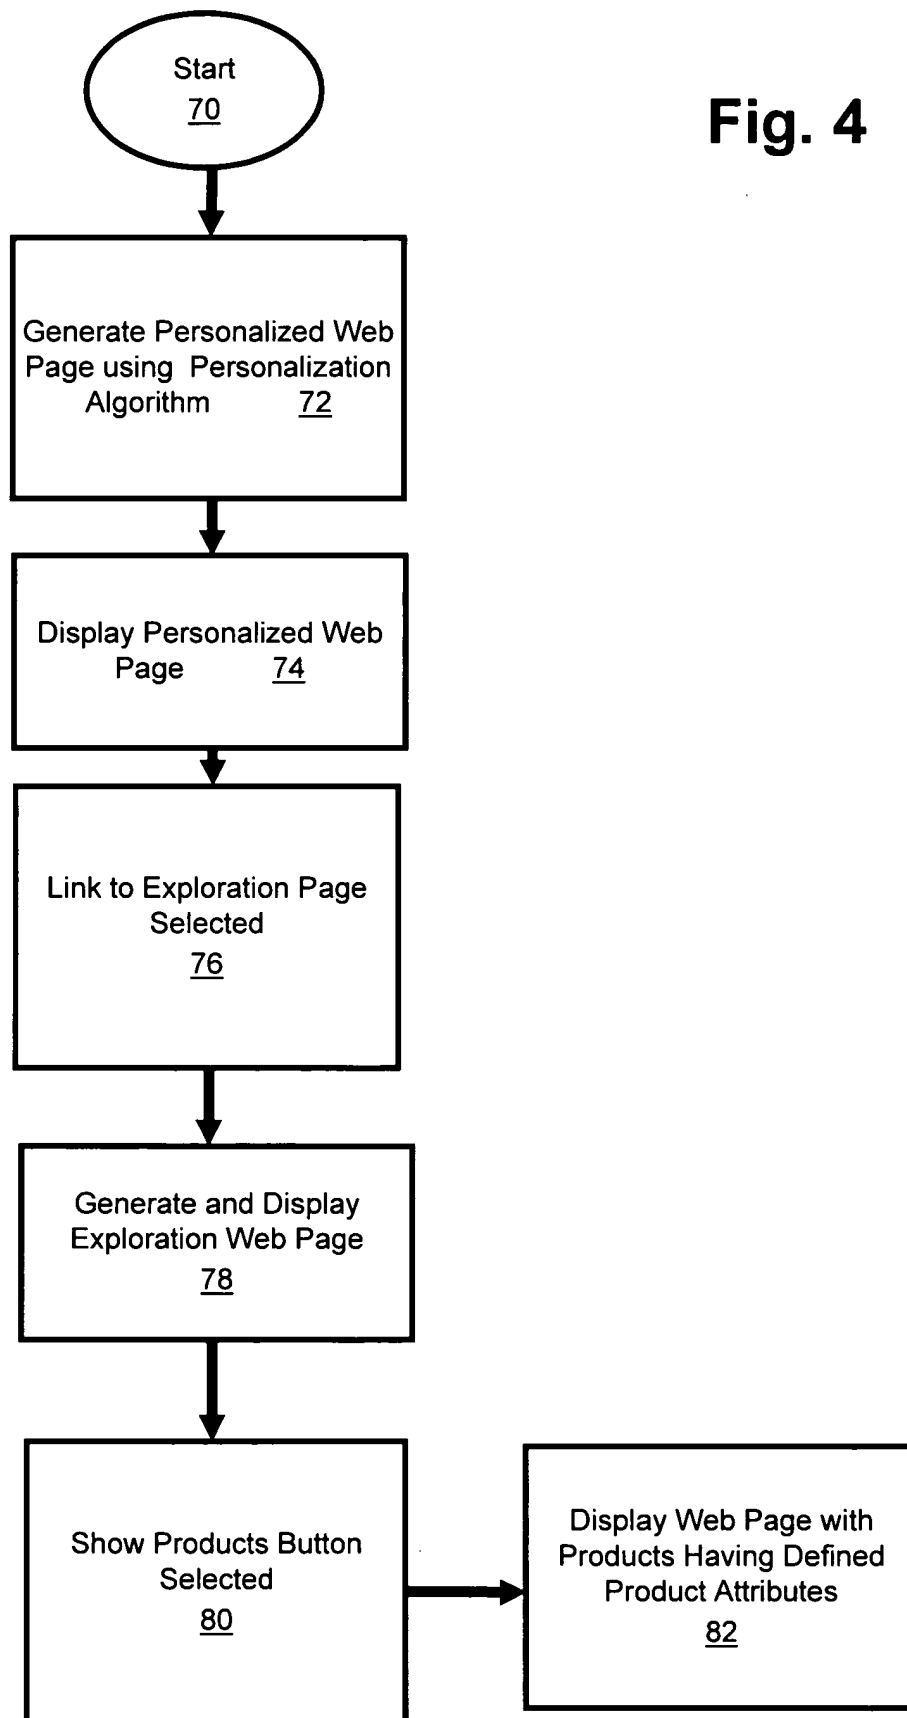 Start
70
Fig. 4
Generate Personalized Web
Page using Personalization
Algorithm 72
Display Personalized Web
Page 74
Link to Exploration Page
Selected
76
Generate and Display
Exploration Web Page
78
Show Products Button
Selected
80
Display Web Page with
Products Having Defined
Product Attributes
82